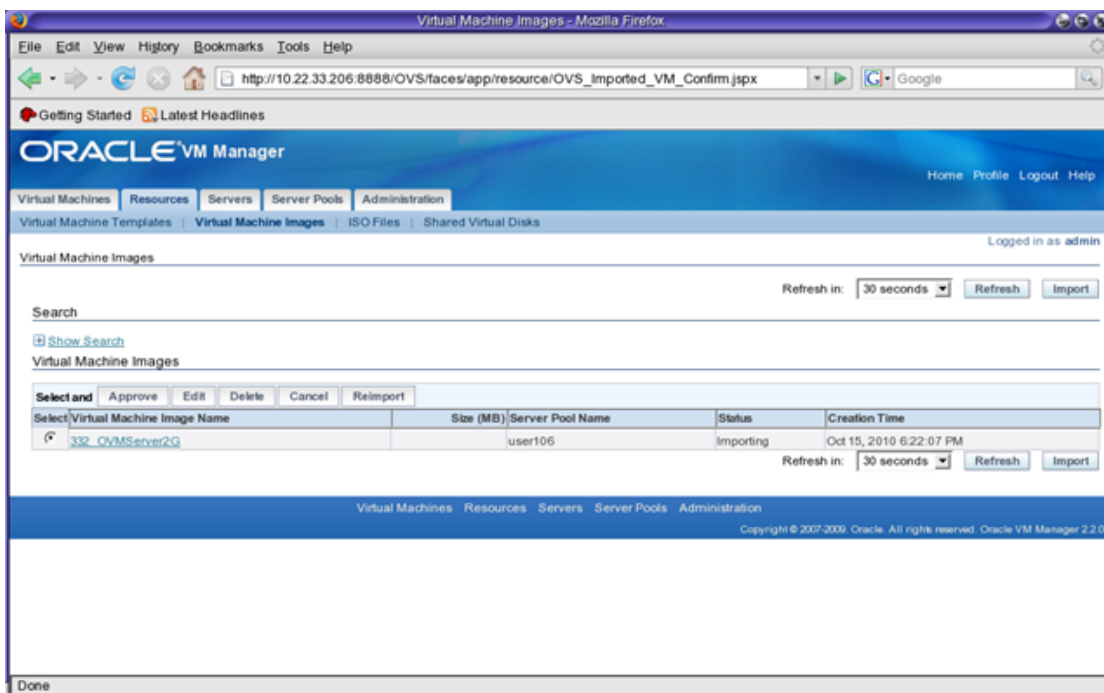 Virtual Machine Images - Mozilla Firefox
File Edit View History Bookmarks Tools Help
http://10.22.33.206:8888/OVS/faces/app/resource/OVS_Imported_VM_Confirm.jspx
Google
Getting Started Latest Headlines
ORACLE VM Manager
Home Profile Logout Help
Virtual Machines Resources Servers Server Pools Administration
Virtual Machine Templates | Virtual Machine Images | ISO Files | Shared Virtual Disks
Logged in as admin
Virtual Machine Images
Refresh in: 30 seconds Refresh Import
Search
Show Search
Virtual Machine Images
Select and Approve Edit Delete Cancel Reimport
Select Virtual Machine Image Name Size (MB) Server Pool Name Status Creation Time
332_OVMServer2G user106 Importing Oct 15, 2010 6:22:07 PM
Refresh in: 30 seconds Refresh Import
Virtual Machines Resources Servers Server Pools Administration
Copyright © 2007-2009. Oracle. All rights reserved. Oracle VM Manager 2.2.0
Done